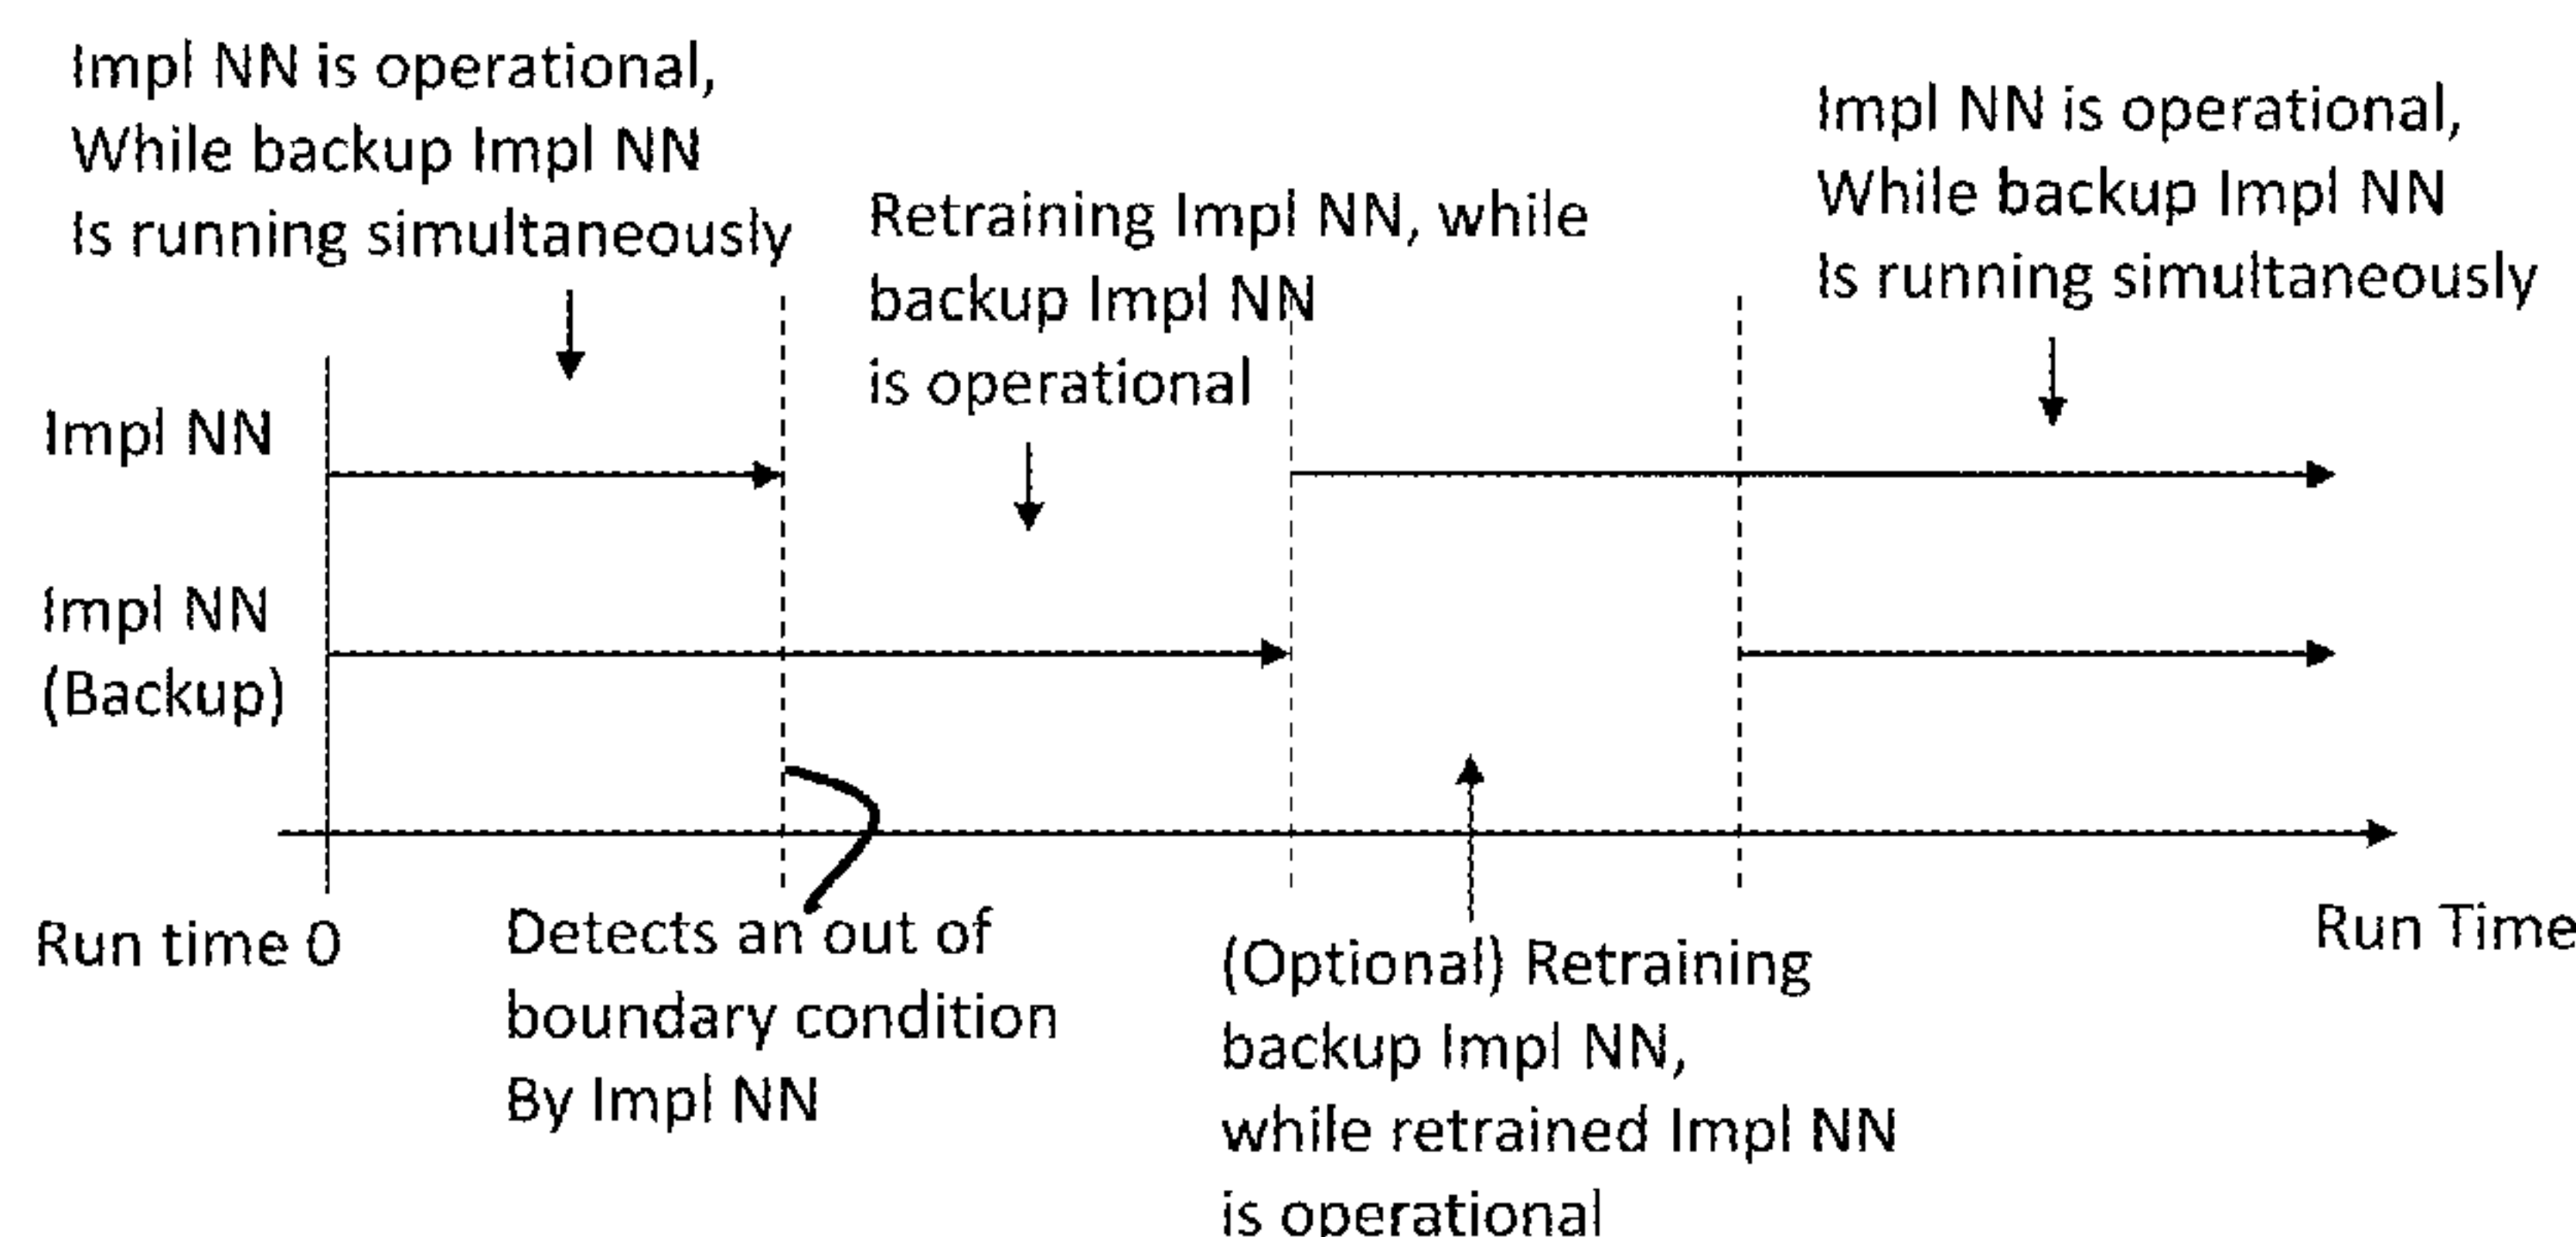 Impl NN is operational,
While backup Impl NN
Is running simultaneously
Retraining Impl NN, while
backup Impl NN
is operational
Impl NN is operational,
While backup Impl NN
Is running simultaneously
Impl NN
Impl NN
(Backup)
Run time 0
Detects an out of
boundary condition
By Impl NN
(Optional) Retraining
backup Impl NN,
while retrained Impl NN
is operational
Run Time